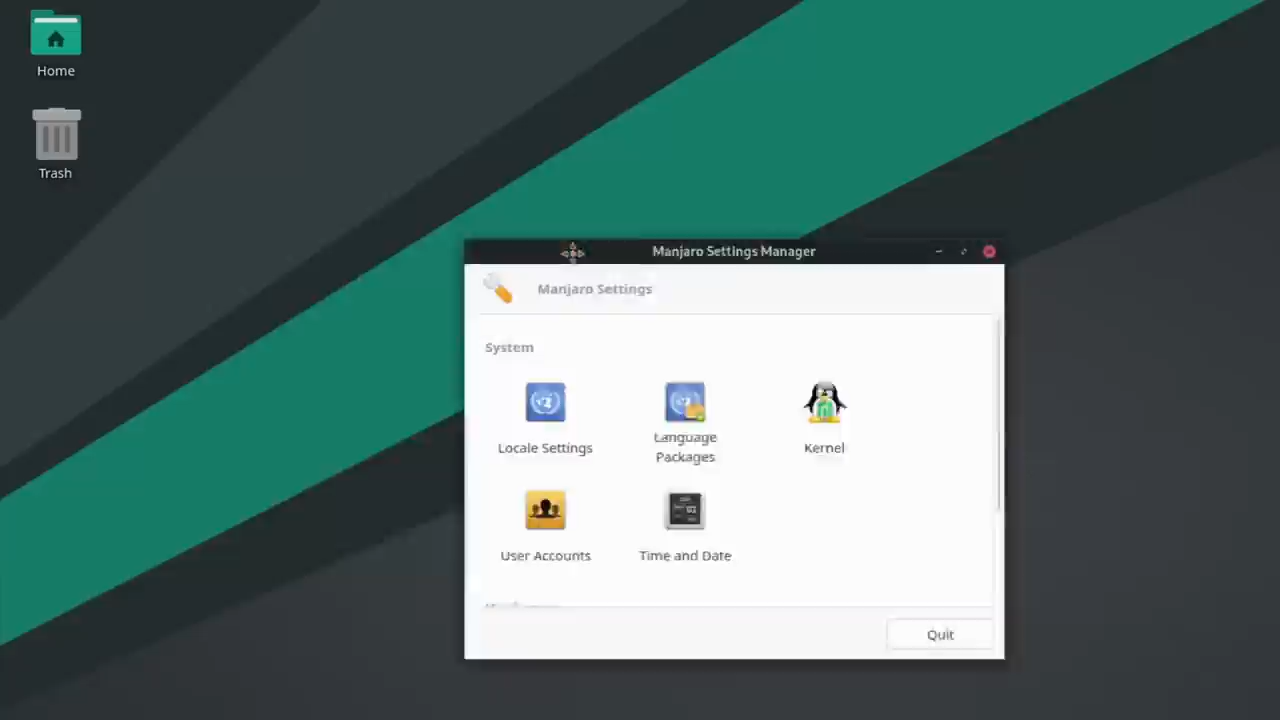 Home
Trash
Manjaro Settings Manager
Manjaro Settings
System
Locale Settings
Language
Packages
Kernel
User Accounts
Time and Date
Quit